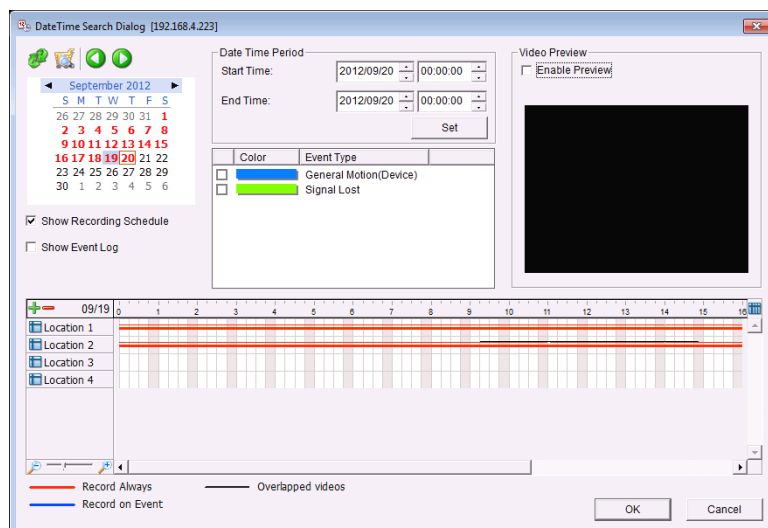 DateTime Search Dialog [192.168.4.223]
Date Time Period
Start Time: 2012/09/20 00:00:00
End Time: 2012/09/20 00:00:00
Set
Video Preview
Enable Preview
September 2012
S M T W T F S
26 27 28 29 30 31 1
2 3 4 5 6 7 8
9 10 11 12 13 14 15
16 17 18 19 20 21 22
23 24 25 26 27 28 29
30 1 2 3 4 5 6
Show Recording Schedule
Show Event Log
Color Event Type
General Motion(Device)
Signal Lost
09/19 0 1 2 3 4 5 6 7 8 9 10 11 12 13 14 15 16
Location 1
Location 2
Location 3
Location 4
Record Always Overlapped videos
Record on Event
OK Cancel